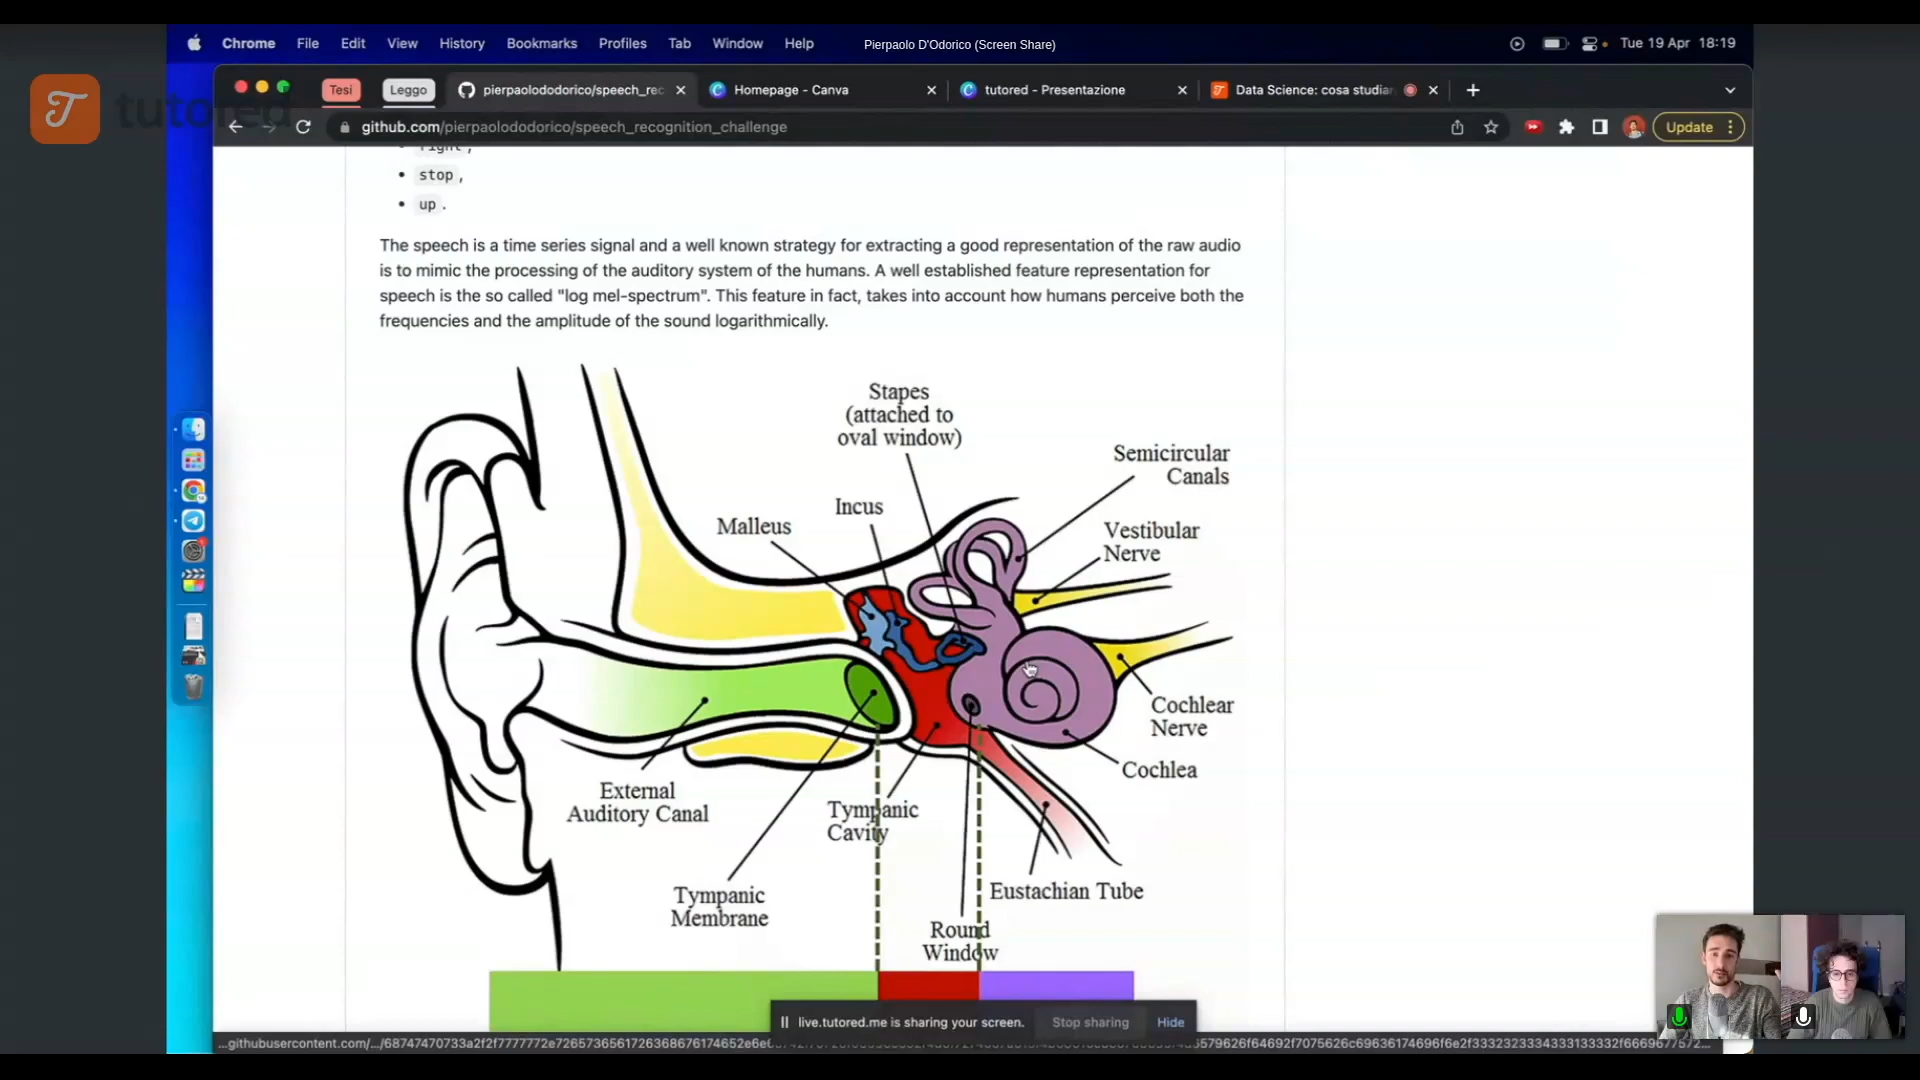 Chrome File Edit View History Bookmarks Profiles Tab Window Help
Pierpaolo D'Odorico (Screen Share)
Tue 19 Apr 18:19
tutored
Tesi
Leggo
pierpaolododorico/speech_rec
Homepage - Canva
tutored - Presentazione
Data Science: cosa studiar
github.com/pierpaolododorico/speech_recognition_challenge
Update
right,
stop,
up.
The speech is a time series signal and a well known strategy for extracting a good representation of the raw audio
is to mimic the processing of the auditory system of the humans. A well established feature representation for
speech is the so called "log mel-spectrum". This feature in fact, takes into account how humans perceive both the
frequencies and the amplitude of the sound logarithmically.
Stapes
(attached to
oval window)
Semicircular
Canals
Incus
Malleus
Vestibular
Nerve
Cochlear
Nerve
Cochlea
External
Auditory Canal
Tympanic
Cavity
Tympanic
Membrane
Eustachian Tube
Round
Window
live.tutored.me is sharing your screen.
Stop sharing
Hide